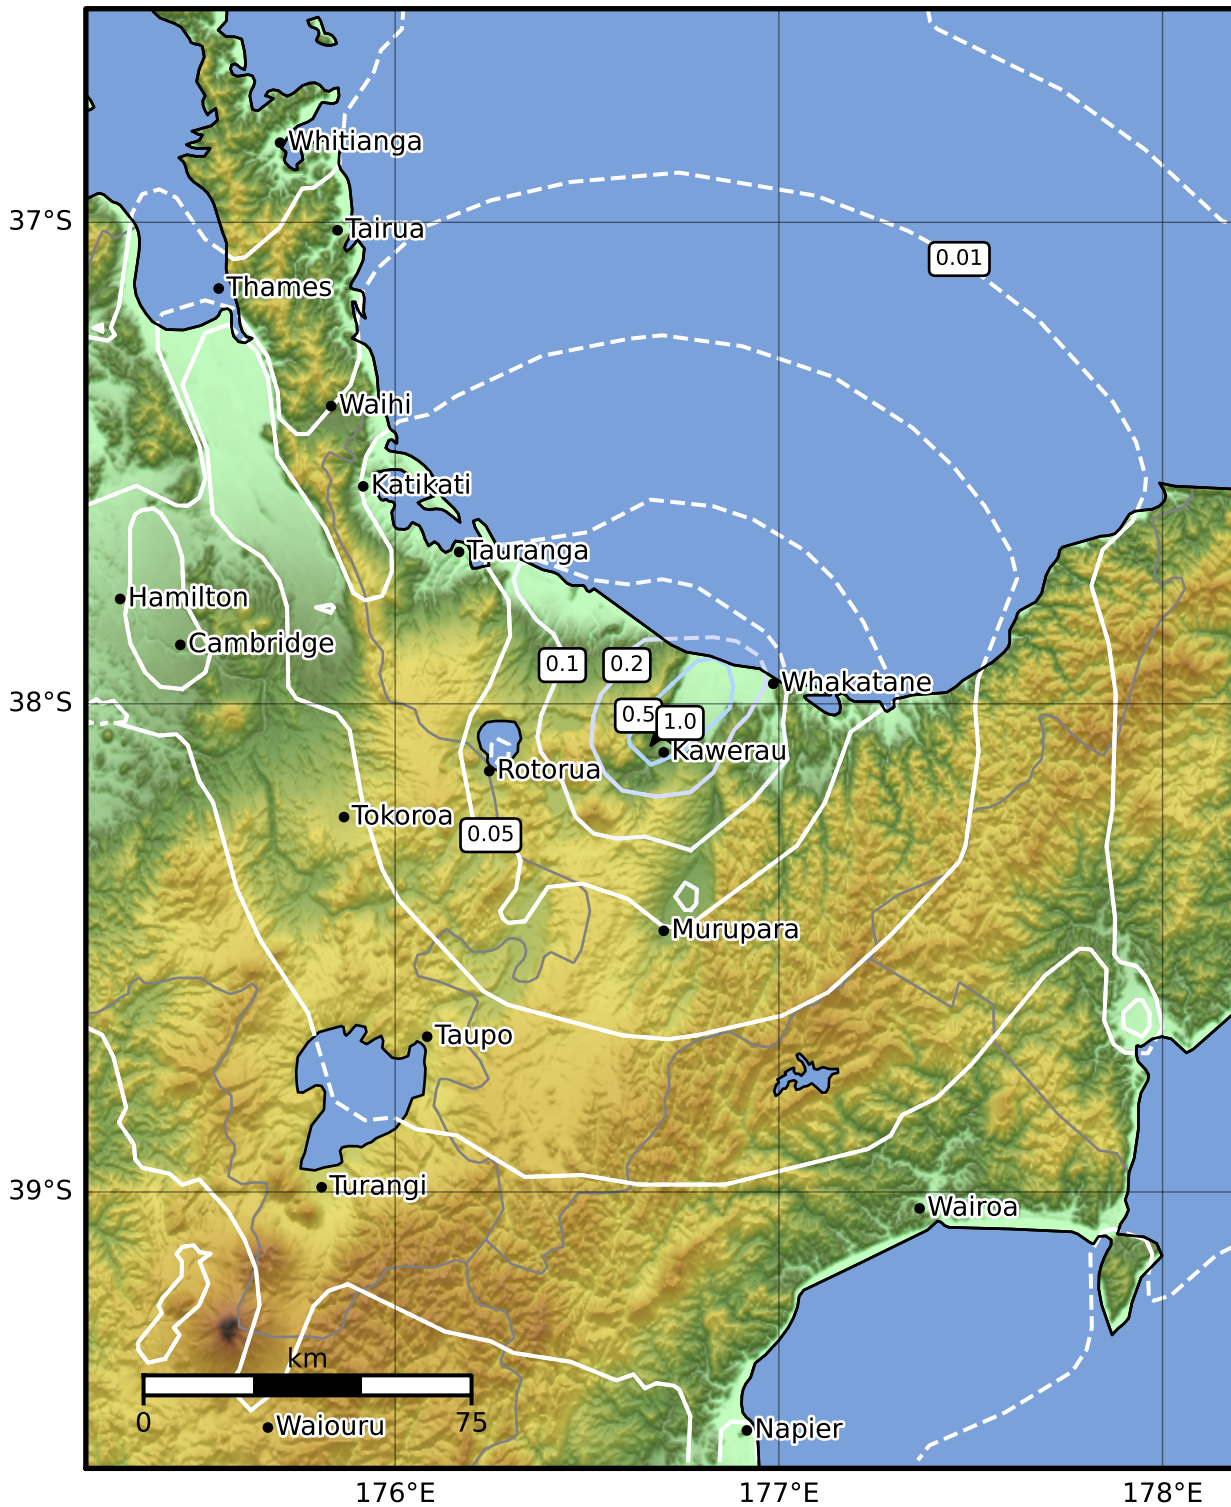 Whitianga
37°S
Tairua
0.01
Thames
Waihi
Katikati
Tauranga
Hamilton
Cambridge
0.1
0.2
Whakatane
38°S
0.5
1.0
Kawerau
Rotorua
Tokoroa
0.05
Murupara
Taupo
Turangi
39°S
Wairoa
km
0
75
Waiouru
Napier
176°E
177°E
178°E